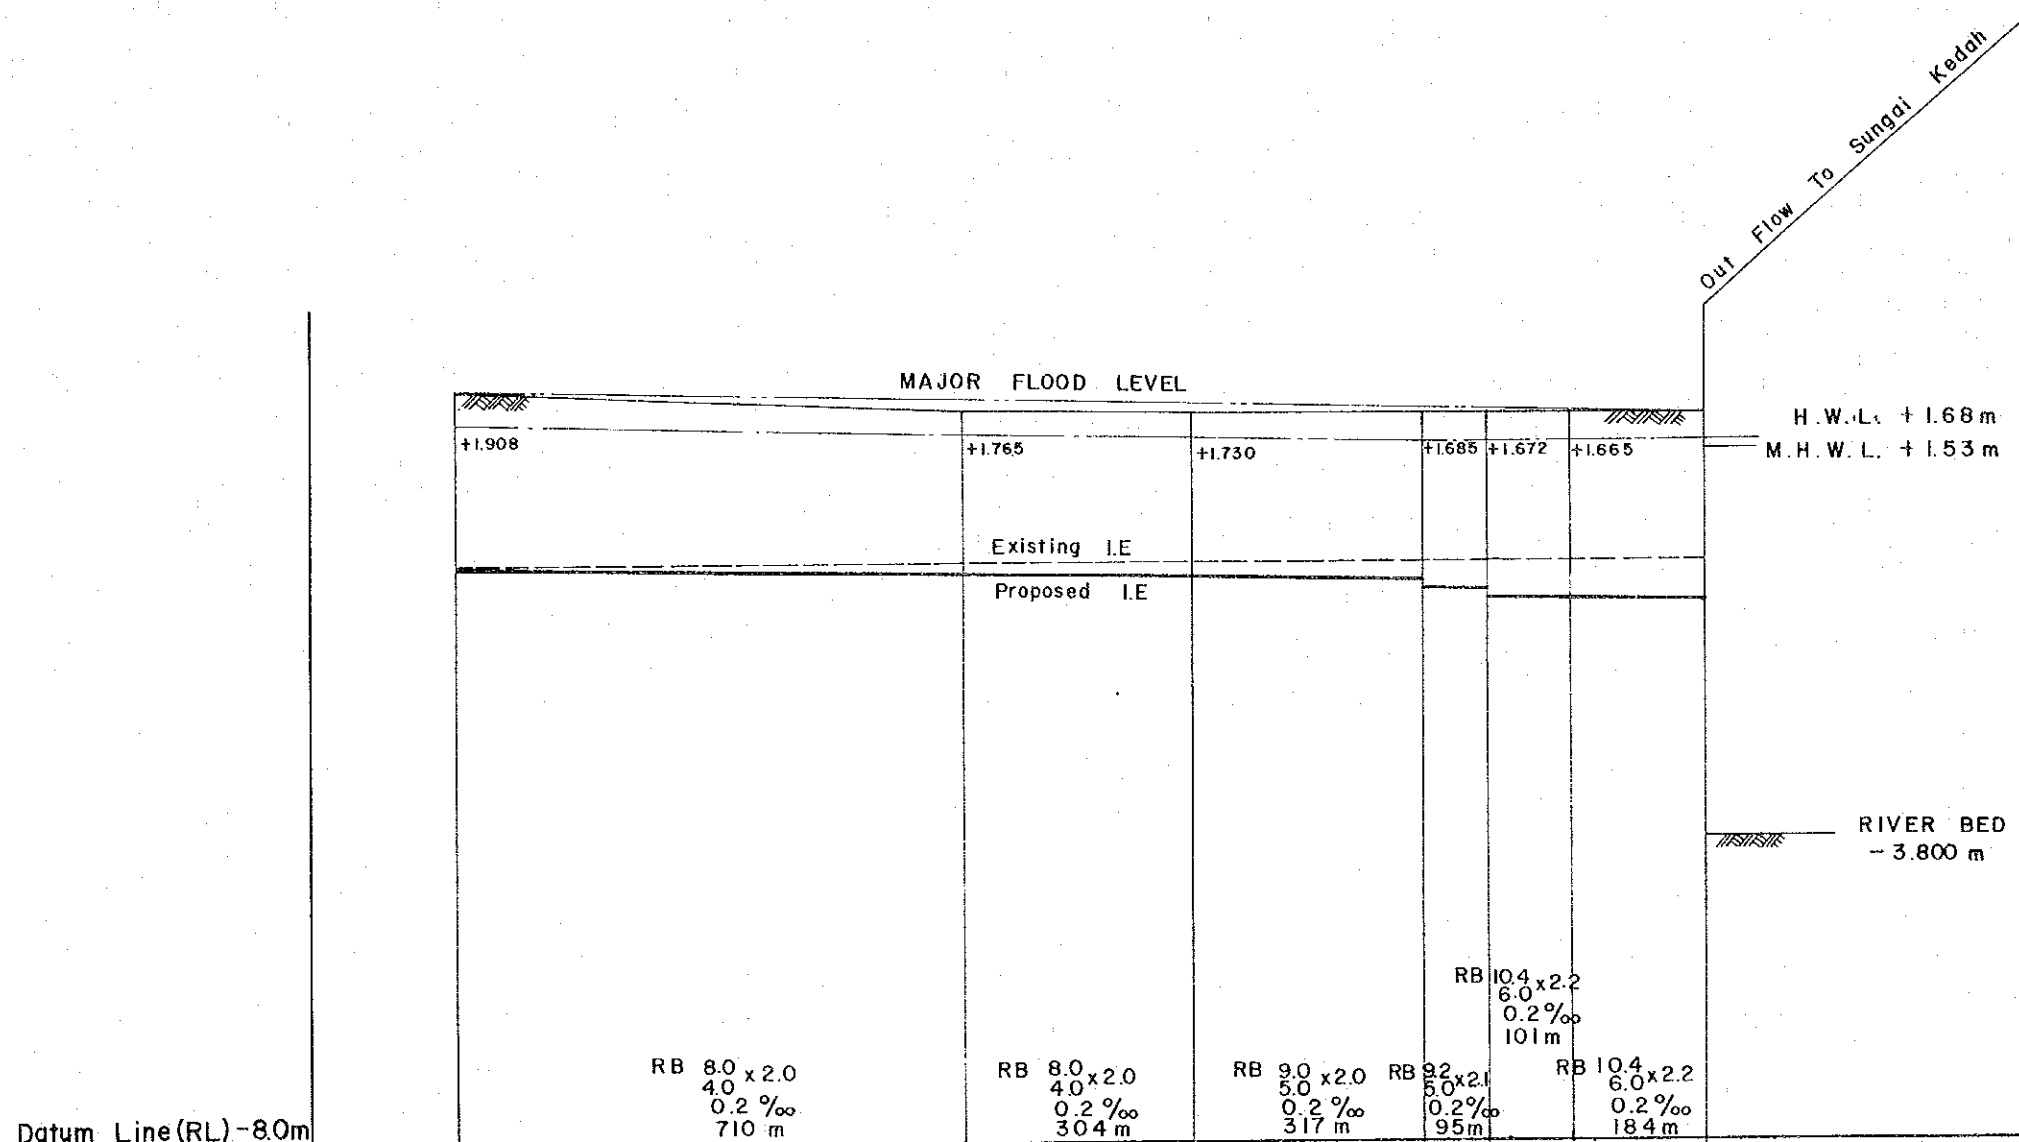 Out Flow To Sungai Kedah
MAJOR FLOOD LEVEL
H.W.L. + 1.68 m
M.H.W.L. + 1.53 m
+1.908
+1.765
+1.730
+1.685
+1.672
+1.665
Existing I.E
Proposed I.E
RIVER BED
- 3.800 m
RB 10.4 x 2.2
6.0
0.2 ‰
101 m
RB 8.0 x 2.0
4.0
0.2 ‰
710 m
RB 8.0 x 2.0
4.0
0.2 ‰
304 m
RB 9.0 x 2.0
5.0
0.2 ‰
317 m
RB 9.2 x 2.1
5.0
0.2 ‰
95 m
RB 10.4 x 2.2
6.0
0.2 ‰
184 m
Datum Line (RL) -8.0m